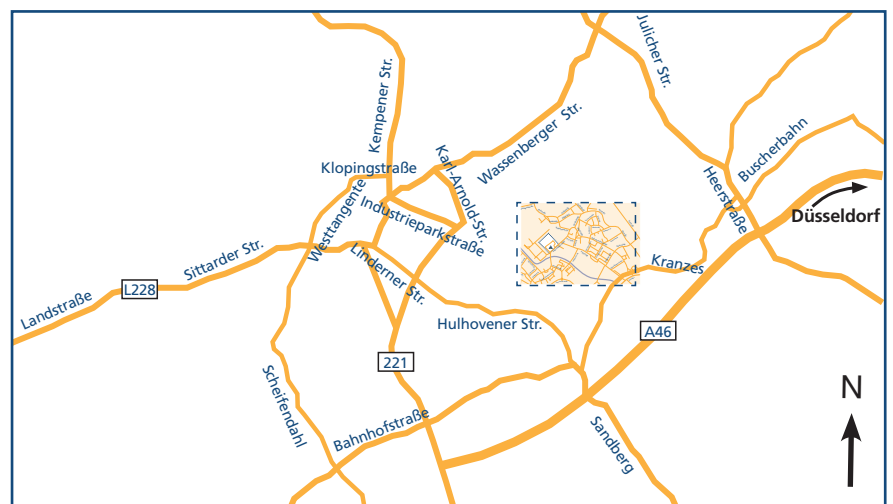 Julicher Str.
Kempener Str.
Wassenberger Str.
Karl-Arnold-Str.
Klopingstraße
Buscherbahn
Heerstraße
Westtangente
Industrieparkstraße
Düsseldorf
Sittarder Str.
Linderner Str.
Kranzes
L228
Landstraße
Hulhovener Str.
A46
221
Scheifendahl
Bahnhofstraße
Sandberg
N